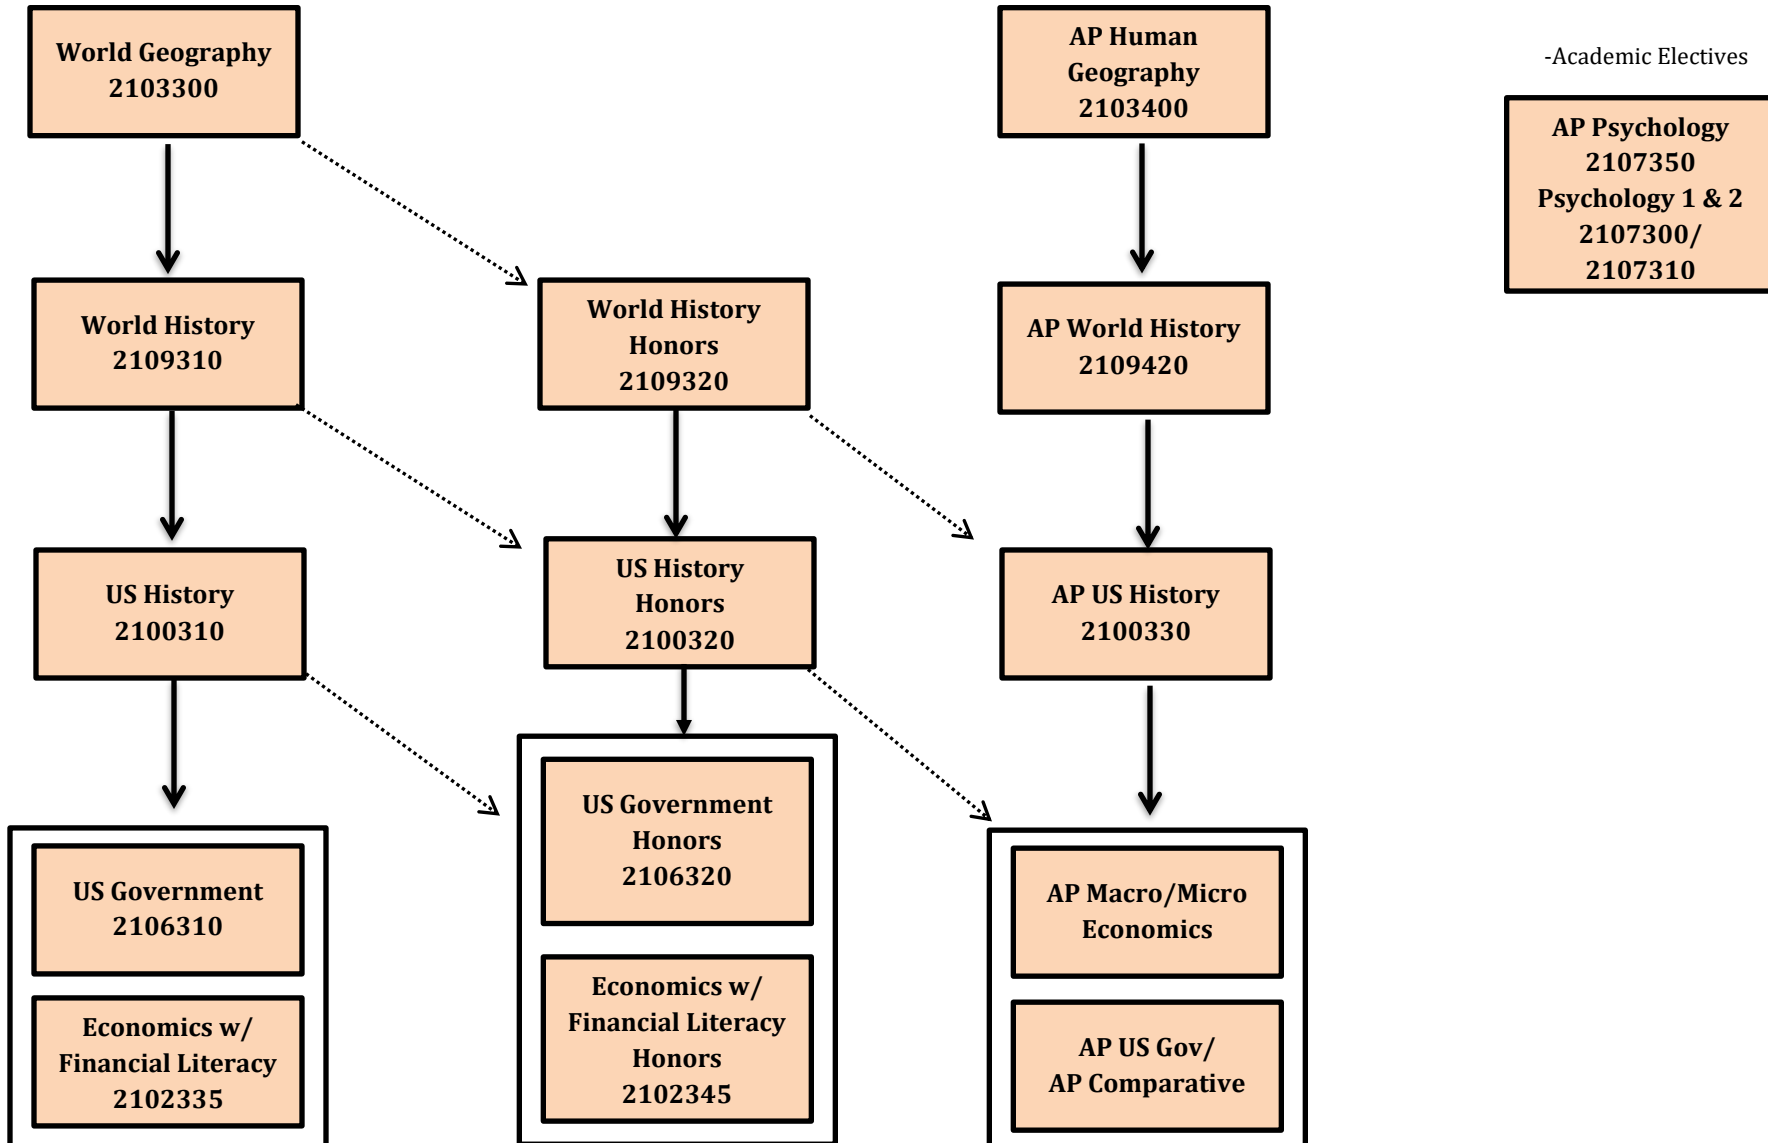 World Geography
2103300
AP Human
Geography
2103400
-Academic Electives
AP Psychology
2107350
Psychology 1 & 2
2107300/
2107310
World History
2109310
World History
Honors
2109320
AP World History
2109420
US History
2100310
US History
Honors
2100320
AP US History
2100330
US Government
2106310
Economics w/
Financial Literacy
2102335
US Government
Honors
2106320
Economics w/
Financial Literacy
Honors
2102345
AP Macro/Micro
Economics
AP US Gov/
AP Comparative